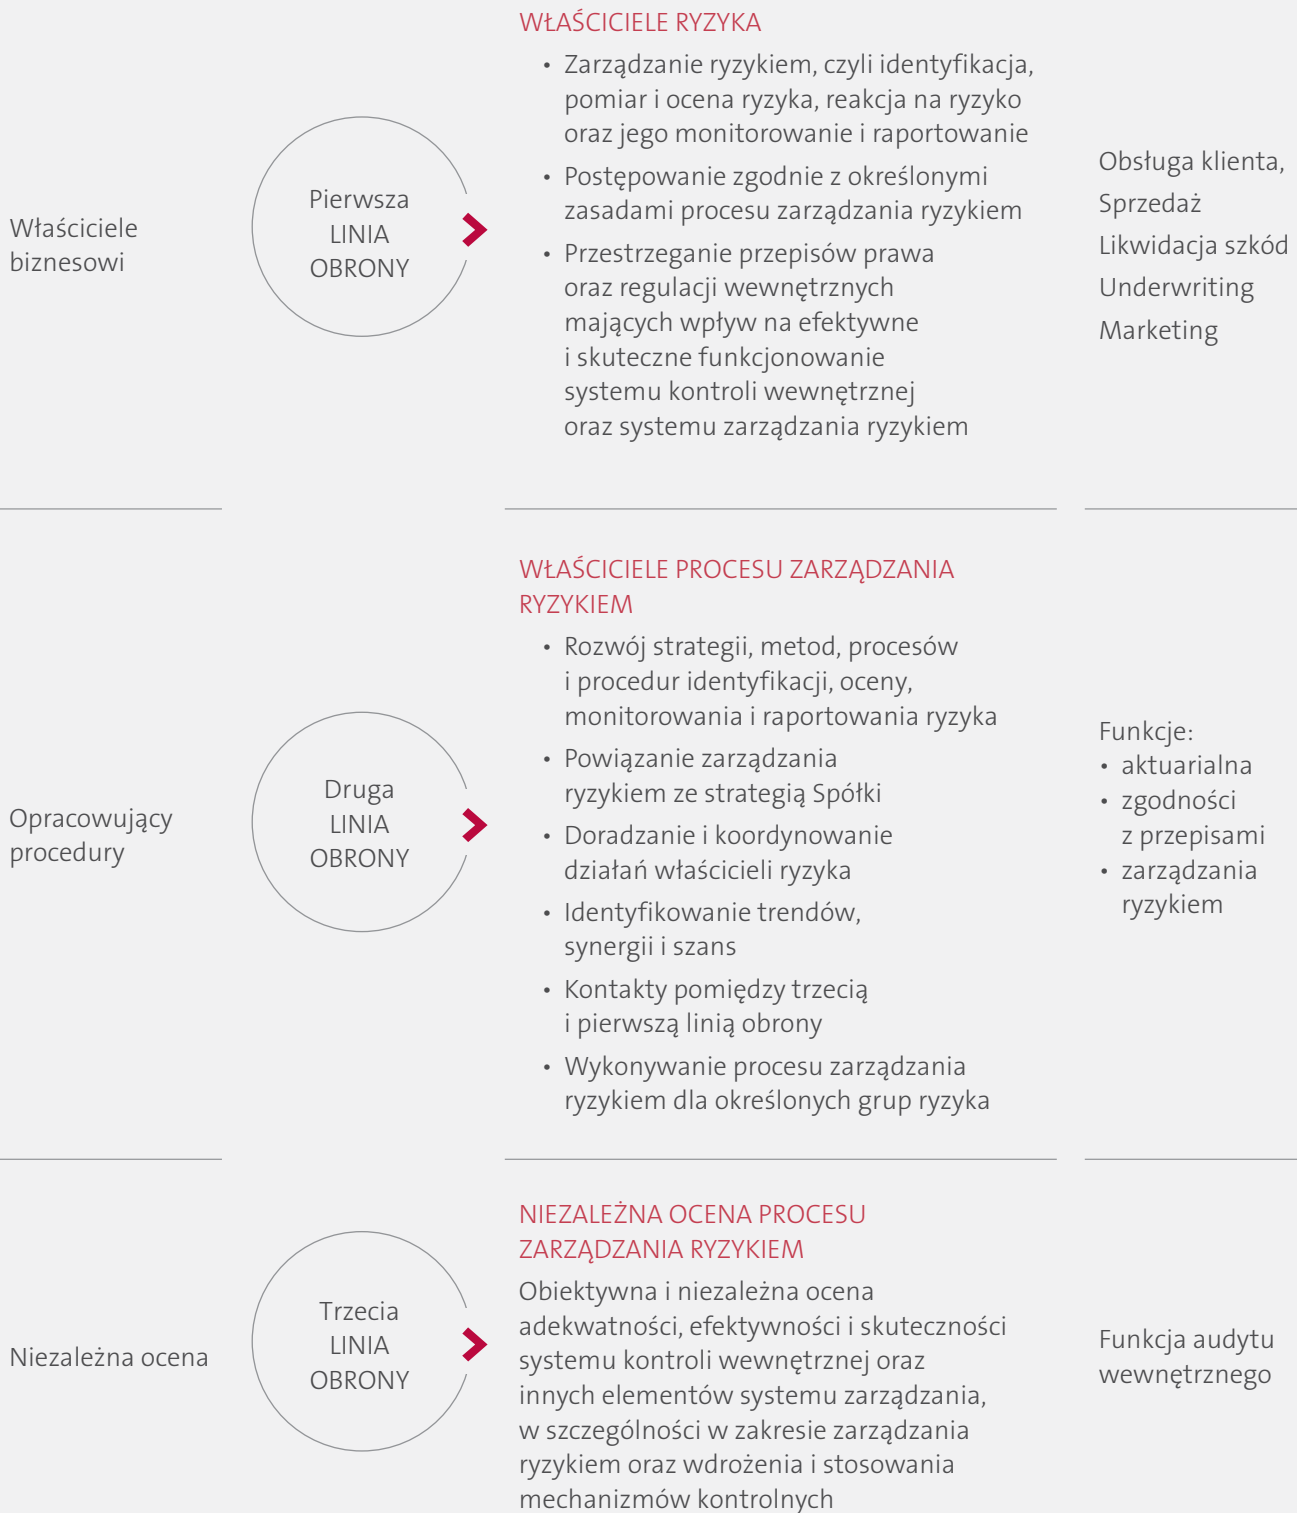 Właściciele
biznesowi
Pierwsza
LINIA
OBRONY
WŁAŚCICIELE RYZYKA
• Zarządzanie ryzykiem, czyli identyfikacja,
pomiar i ocena ryzyka, reakcja na ryzyko
oraz jego monitorowanie i raportowanie
• Postępowanie zgodnie z określonymi
zasadami procesu zarządzania ryzykiem
• Przestrzeganie przepisów prawa
oraz regulacji wewnętrznych
mających wpływ na efektywne
i skuteczne funkcjonowanie
systemu kontroli wewnętrznej
oraz systemu zarządzania ryzykiem
Obsługa klienta,
Sprzedaż
Likwidacja szkód
Underwriting
Marketing
Opracowujący
procedury
Druga
LINIA
OBRONY
WŁAŚCICIELE PROCESU ZARZĄDZANIA
RYZYKIEM
• Rozwój strategii, metod, procesów
i procedur identyfikacji, oceny,
monitorowania i raportowania ryzyka
• Powiązanie zarządzania
ryzykiem ze strategią Spółki
• Doradzanie i koordynowanie
działań właścicieli ryzyka
• Identyfikowanie trendów,
synergii i szans
• Kontakty pomiędzy trzecią
i pierwszą linią obrony
• Wykonywanie procesu zarządzania
ryzykiem dla określonych grup ryzyka
Funkcje:
• aktuarialna
• zgodności
z przepisami
• zarządzania
ryzykiem
Niezależna ocena
Trzecia
LINIA
OBRONY
NIEZALEŻNA OCENA PROCESU
ZARZĄDZANIA RYZYKIEM
Obiektywna i niezależna ocena
adekwatności, efektywności i skuteczności
systemu kontroli wewnętrznej oraz
innych elementów systemu zarządzania,
w szczególności w zakresie zarządzania
ryzykiem oraz wdrożenia i stosowania
mechanizmów kontrolnych
Funkcja audytu
wewnętrznego